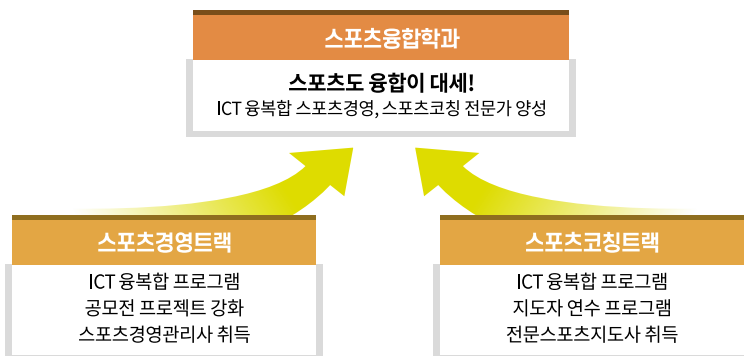 스포츠융합학과
스포츠도 융합이 대세!
ICT 융복합 스포츠경영, 스포츠코칭 전문가 양성
스포츠경영트랙
ICT 융복합 프로그램
공모전 프로젝트 강화
스포츠경영관리사 취득
스포츠코칭트랙
ICT 융복합 프로그램
지도자 연수 프로그램
전문스포츠지도사 취득